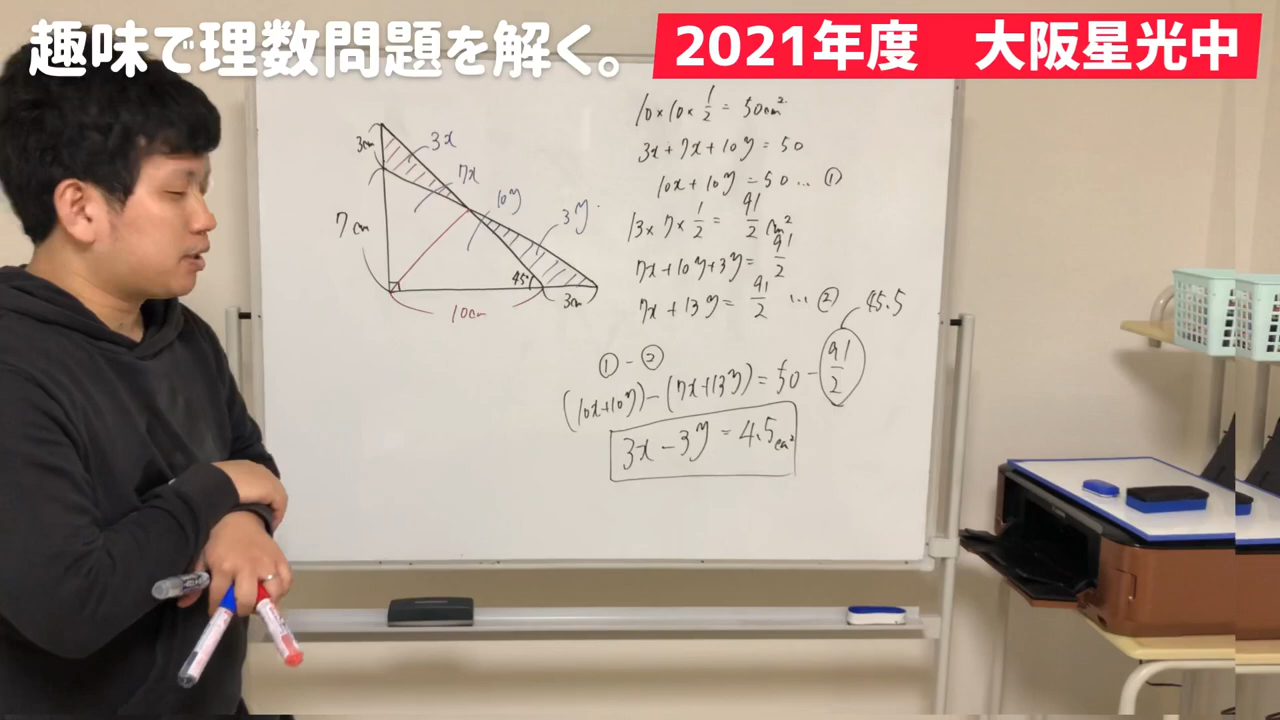 趣味で理数問題を解く。
2021年度 大阪星光中
3cm
3x
7x
10y
3y
7cm
45°
10cm
3cm
10×10×1/2=50cm²
3x+7x+10y=50
10x+10y=50…①
13×7×1/2=91/2cm²
7x+10y+3y=91/2
7x+13y=91/2…②
45.5
①-②
(10x+10y)-(7x+13y)=50-91/2
3x-3y=4.5cm²